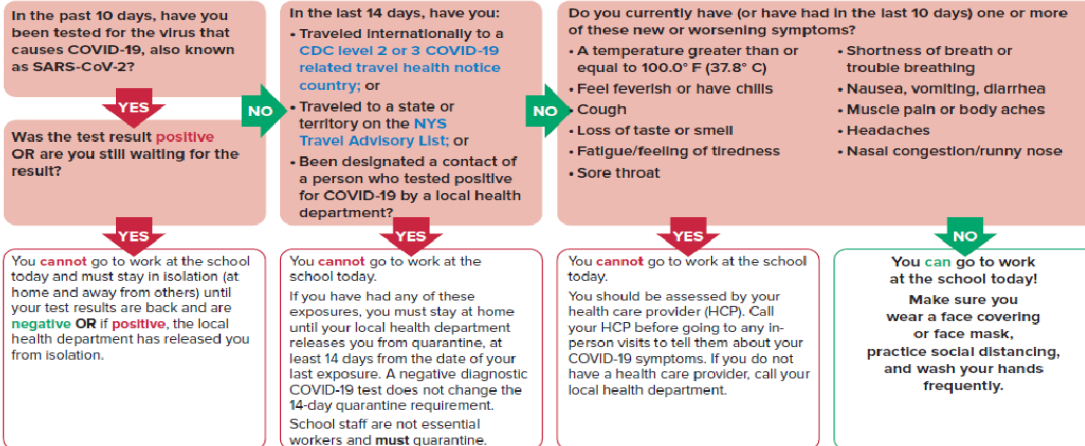 In the past 10 days, have you
been tested for the virus that
causes COVID-19, also known
as SARS-CoV-2?
YES
NO
Was the test result positive
OR are you still waiting for the
result?
YES
You cannot go to work at the school
today and must stay in isolation (at
home and away from others) until
your test results are back and are
negative OR if positive, the local
health department has released you
from isolation.
In the last 14 days, have you:
• Traveled internationally to a
CDC level 2 or 3 COVID-19
related travel health notice
country; or
• Traveled to a state or
territory on the NYS
Travel Advisory List; or
• Been designated a contact of
a person who tested positive
for COVID-19 by a local health
department?
NO
YES
You cannot go to work at the
school today.
If you have had any of these
exposures, you must stay at home
until your local health department
releases you from quarantine, at
least 14 days from the date of your
last exposure. A negative diagnostic
COVID-19 test does not change the
14-day quarantine requirement.
School staff are not essential
workers and must quarantine.
Do you currently have (or have had in the last 10 days) one or more
of these new or worsening symptoms?
• A temperature greater than or
equal to 100.0° F (37.8° C)
• Feel feverish or have chills
• Cough
• Loss of taste or smell
• Fatigue/feeling of tiredness
• Sore throat
• Shortness of breath or
trouble breathing
• Nausea, vomiting, diarrhea
• Muscle pain or body aches
• Headaches
• Nasal congestion/runny nose
YES
You cannot go to work at the school
today.
You should be assessed by your
health care provider (HCP). Call
your HCP before going to any in-
person visits to tell them about your
COVID-19 symptoms. If you do not
have a health care provider, call your
local health department.
NO
You can go to work
at the school today!
Make sure you
wear a face covering
or face mask,
practice social distancing,
and wash your hands
frequently.